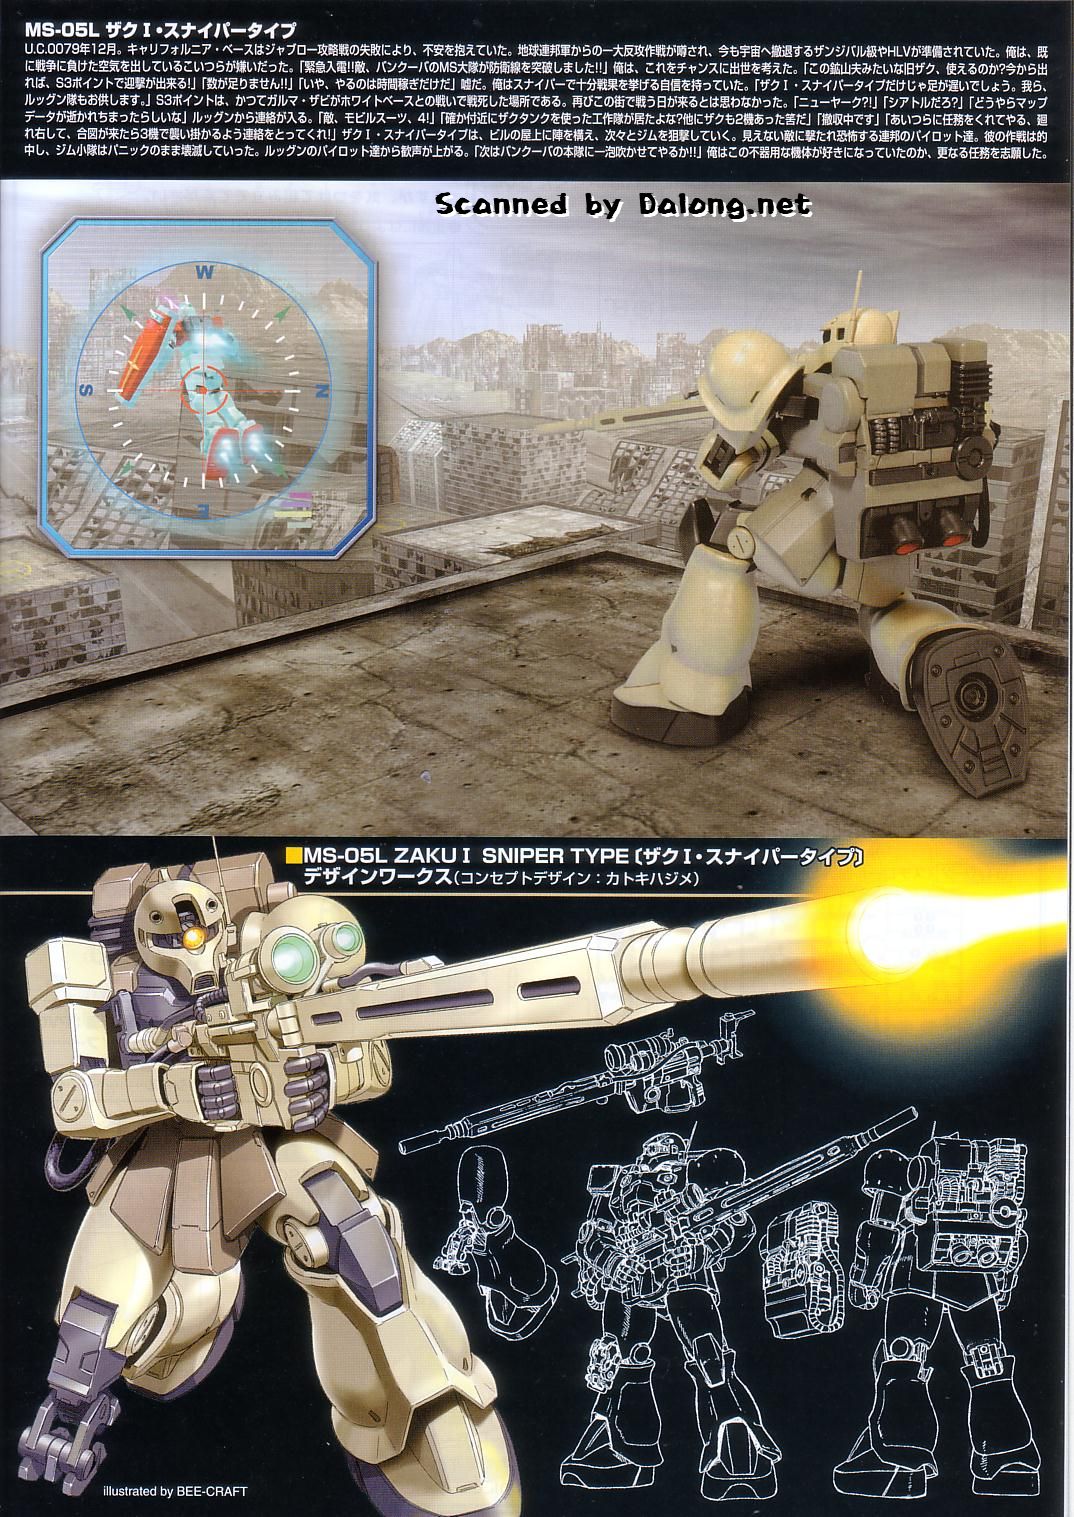 MS-05L ザクⅠ・スナイパータイプ
U.C.0079年12月。キャリフォルニア・ベースはジャブロー攻略戦の失敗により、不安を抱えていた。地球連邦軍からの一大反攻作戦が噂され、今も宇宙へ撤退するザンジバル級やHLVが準備されていた。俺は、既
に戦争に負けた空気を出しているこいつらが嫌いだった。「緊急入電!!敵、バンクーバのMS大隊が防衛線を突破しました!!」俺は、これをチャンスに出世を考えた。「この鉱山夫みたいな旧ザク、使えるのか?今から出
れば、S3ポイントで迎撃が出来る!」「数が足りません!!」「いや、やるのは時間稼ぎだけだ」嘘だ。俺はスナイパーで十分戦果を挙げる自信を持っていた。「ザクⅠ・スナイパータイプだけじゃ足が遅いでしょう。我ら、
ルッグン隊もお供します。」S3ポイントは、かつてガルマ・ザビがホワイトベースとの戦いで戦死した場所である。再びこの街で戦う日が来るとは思わなかった。「ニューヤーク?!」「シアトルだろ?」「どうやらマップ
データが逝かれちまったらしいな」ルッグンから連絡が入る。「敵、モビルスーツ、4!」「確か付近にザクタンクを使った工作隊が居たよな?他にザクも2機あった筈だ」「撤収中です」「あいつらに任務をくれてやる、廻
れ右して、合図が来たら3機で襲い掛かるよう連絡をとってくれ!」ザクⅠ・スナイパータイプは、ビルの屋上に陣を構え、次々とジムを狙撃していく。見えない敵に撃たれ恐怖する連邦のパイロット達。彼の作戦は的
中し、ジム小隊はパニックのまま壊滅していった。ルッグンのパイロット達から歓声が上がる。「次はバンクーバの本隊に一泡吹かせてやるか!!」俺はこの不器用な機体が好きになっていたのか、更なる任務を志願した。
Scanned by Dalong.net
W
S
N
E
■MS-05L ZAKU I SNIPER TYPE〔ザクⅠ・スナイパータイプ〕
デザインワークス(コンセプトデザイン:カトキハジメ)
illustrated by BEE-CRAFT